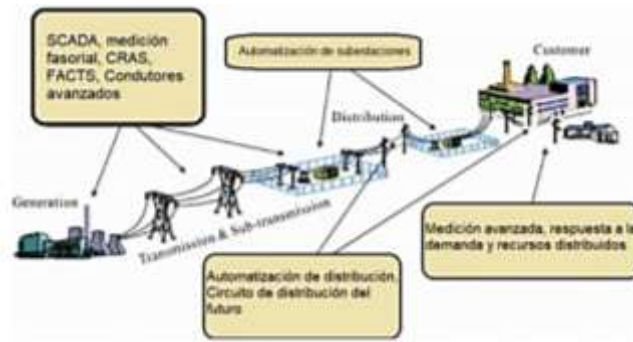 SCADA, medición
fasorial, CRAS,
FACTS, Condutores
avanzados
Automatización de subestaciones
Customer
Distribution
Generation
Transmission & Sub-transmission
Medición avanzada, respuesta a la
demanda y recursos distribuidos
Automatización de distribución,
Circuito de distribución del
futuro